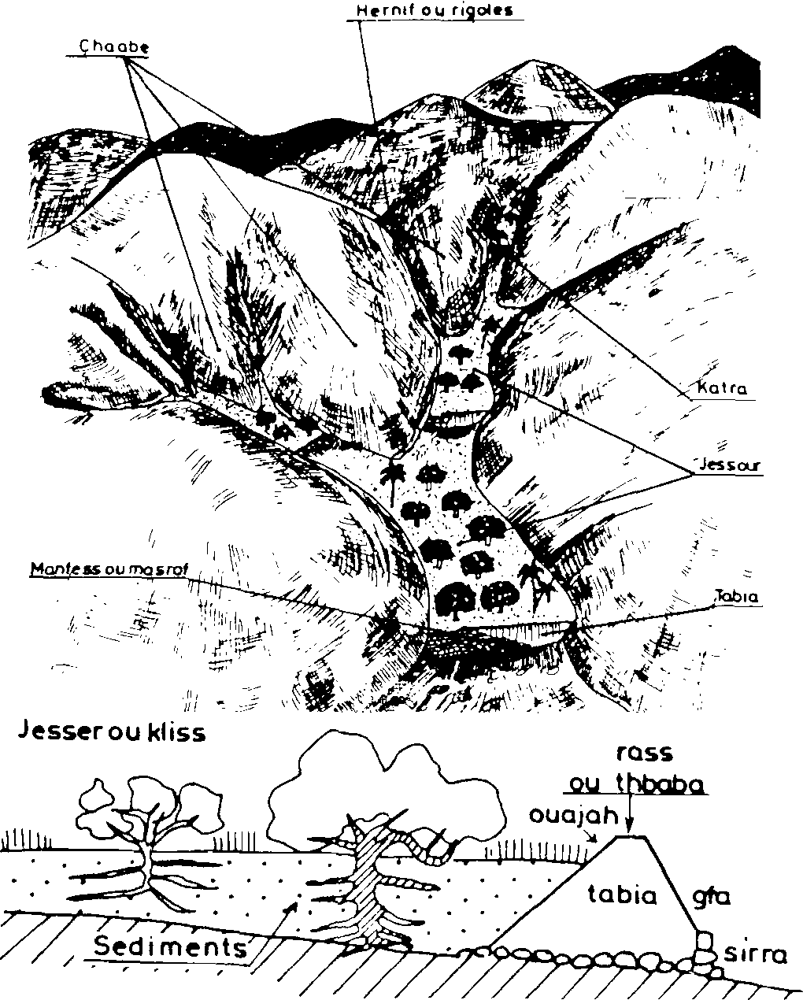 Hernif ou rigoles
Chaabe
Katra
Jessour
Mantess ou masrof
Tabia
Jesser ou kliss
rass
ou thbaba
ouajah
tabia
gfa
Sediments
sirra